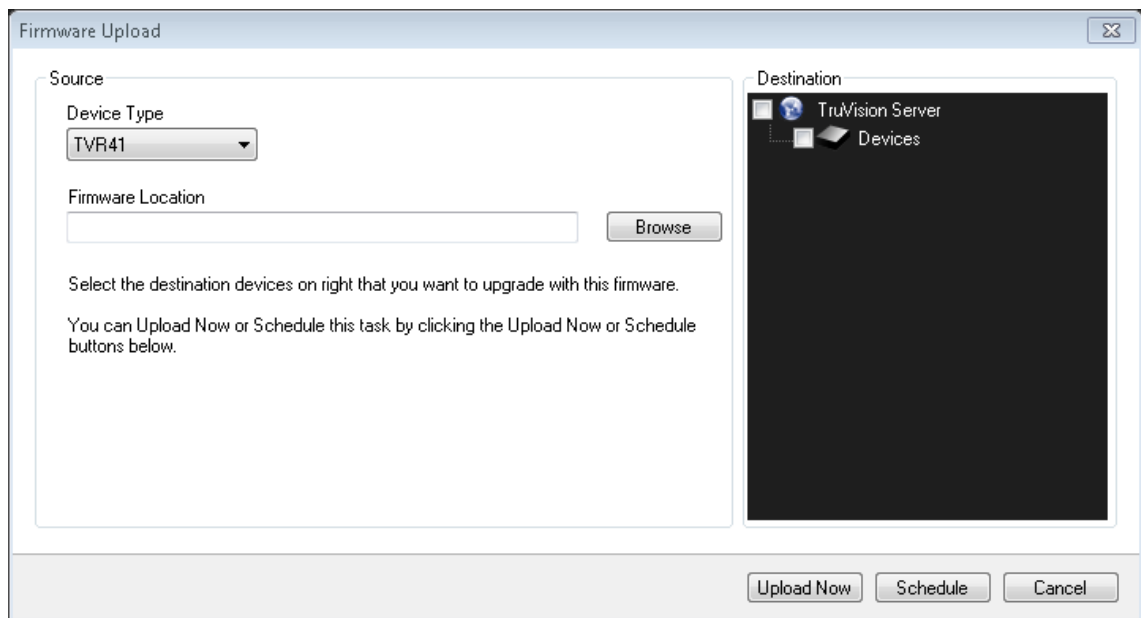 Firmware Upload
Source
Device Type
TVR41
Firmware Location
Browse
Select the destination devices on right that you want to upgrade with this firmware.
You can Upload Now or Schedule this task by clicking the Upload Now or Schedule
buttons below.
Destination
TruVision Server
Devices
Upload Now
Schedule
Cancel